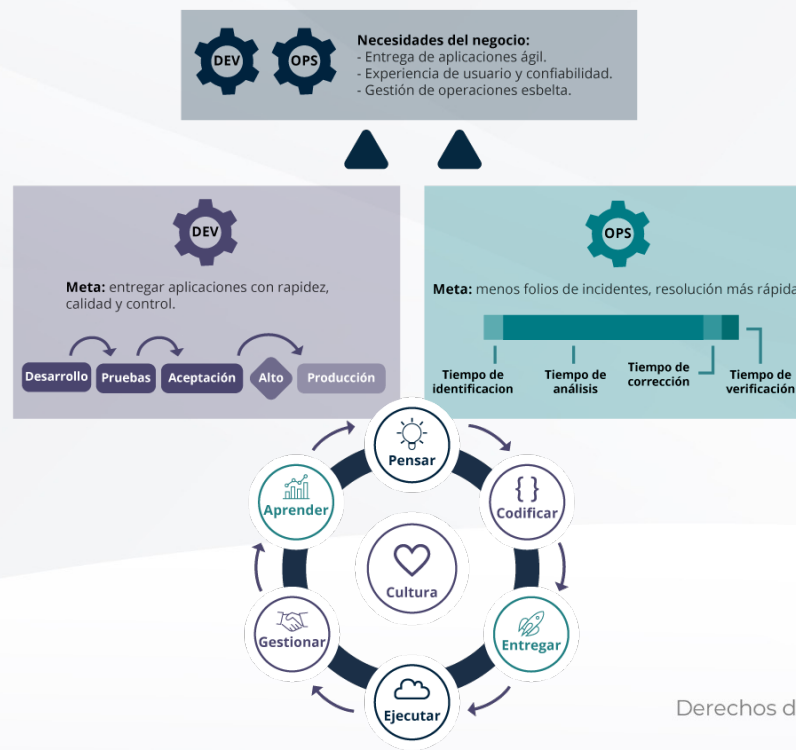 DEV
OPS
Necesidades del negocio:
- Entrega de aplicaciones ágil.
- Experiencia de usuario y confiabilidad.
- Gestión de operaciones esbelta.
DEV
Meta: entregar aplicaciones con rapidez,
calidad y control.
Desarrollo
Pruebas
Aceptación
Alto
Producción
OPS
Meta: menos folios de incidentes, resolución más rápida
Tiempo de
identificacion
Tiempo de
análisis
Tiempo de
corrección
Tiempo de
verificación
Pensar
{ }
Codificar
Entregar
Ejecutar
Gestionar
Aprender
Cultura
Derechos d